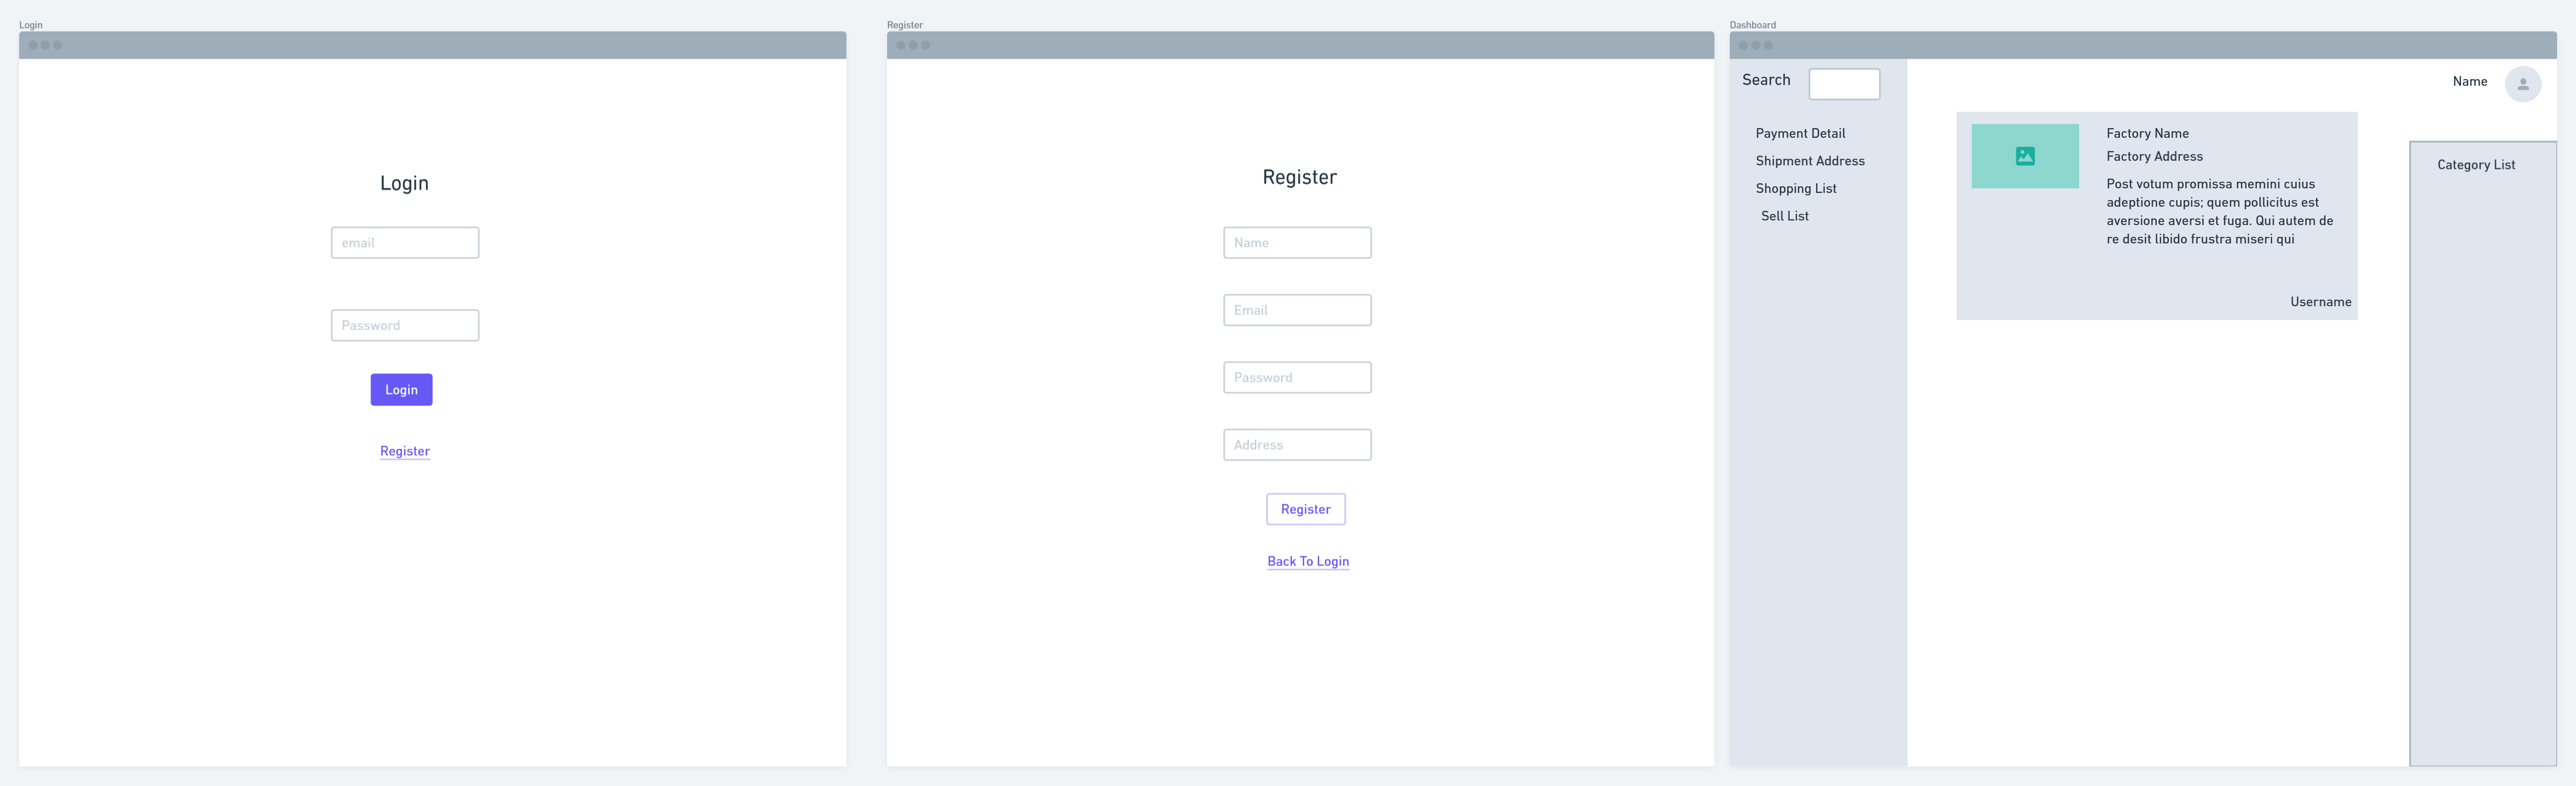 Login
Login
email
Password
Login
Register
Register
Register
Name
Email
Password
Address
Register
Back To Login
Dashboard
Search
Payment Detail
Shipment Address
Shopping List
Sell List
Name
Factory Name
Factory Address
Post votum promissa memini cuius
adeptione cupis; quem pollicitus est
aversione aversi et fuga. Qui autem de
re desit libido frustra miseri qui
Username
Category List